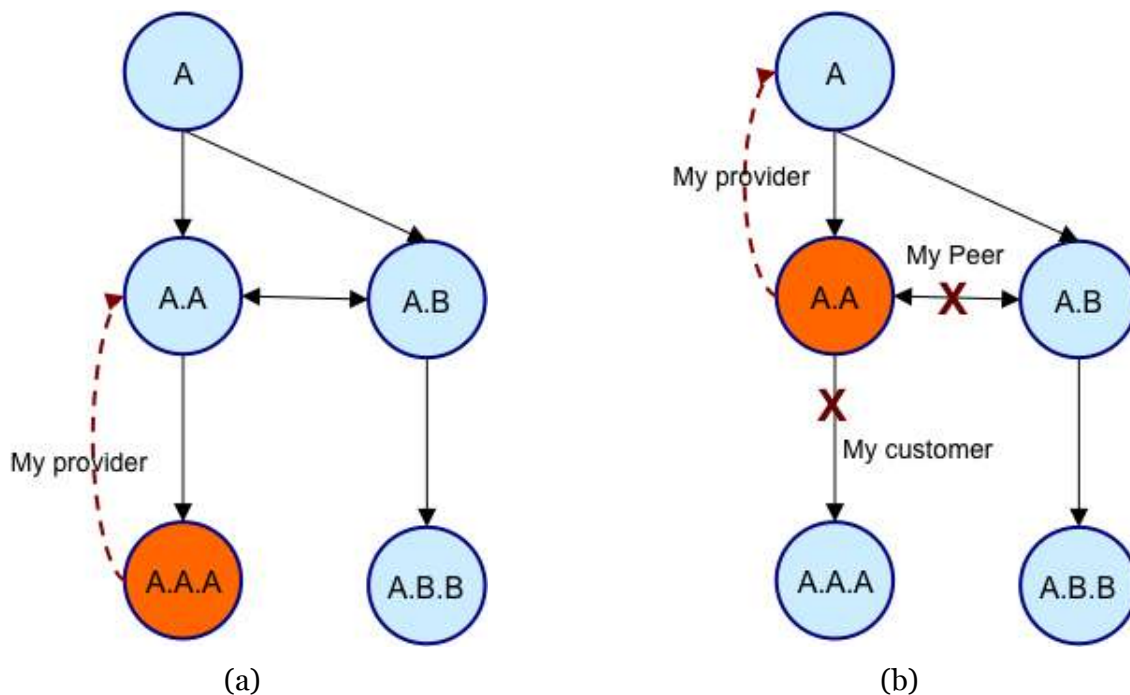 A
A.A
A.B
My provider
A.A.A
A.B.B
(a)
A
My provider
My Peer
A.A
X
A.B
X
My customer
A.A.A
A.B.B
(b)